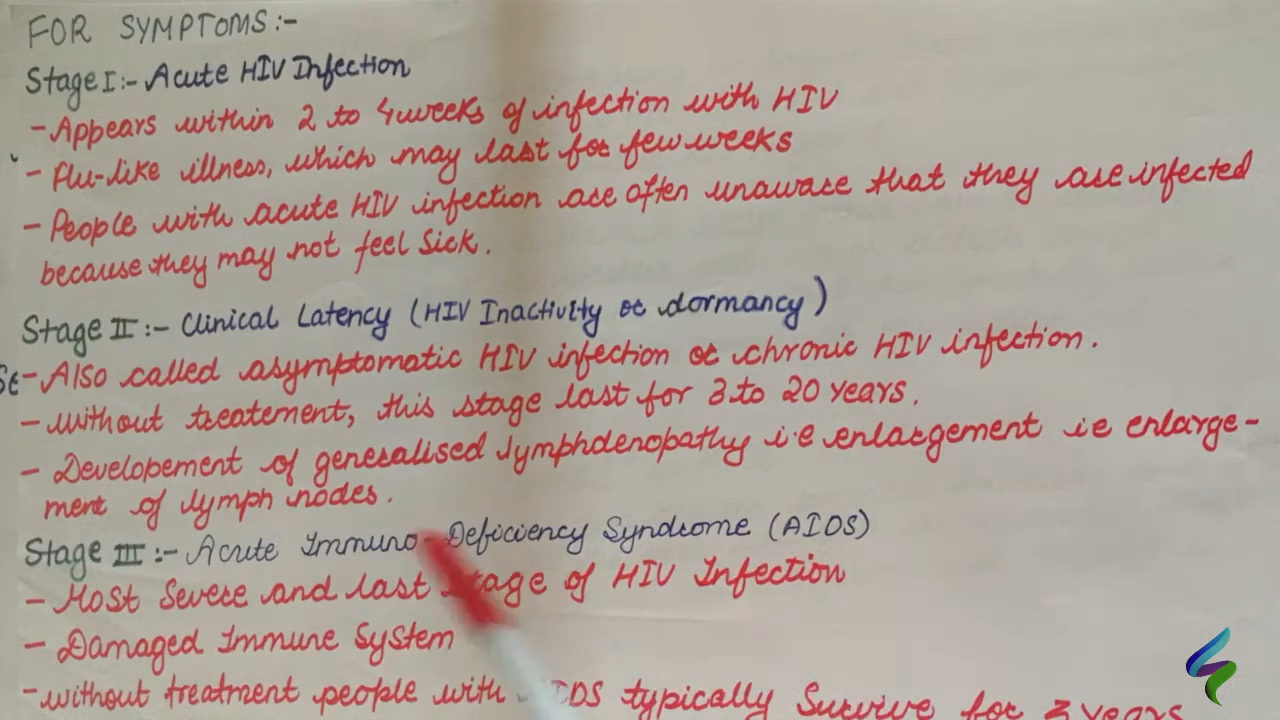 FOR SYMPTOMS:-
Stage I:- Acute HIV Infection
- Appears within 2 to 4 weeks of infection with HIV
- flu-like illness, which may last for few weeks
- People with acute HIV infection are often unaware that they are infected
because they may not feel Sick.
Stage II:- Clinical Latency (HIV Inactivity or dormancy)
- Also called asymptomatic HIV infection or chronic HIV infection.
- without treatement, this stage last for 3 to 20 years.
- Developement of generalised lymphdenopathy i.e enlargement ie enlarge-
ment of lymph nodes.
Stage III:- Acute Immuno-Deficiency Syndrome (AIDS)
- Most Severe and last stage of HIV Infection
- Damaged Immune System
- without treatment people with AIDS typically Survive for 3 years